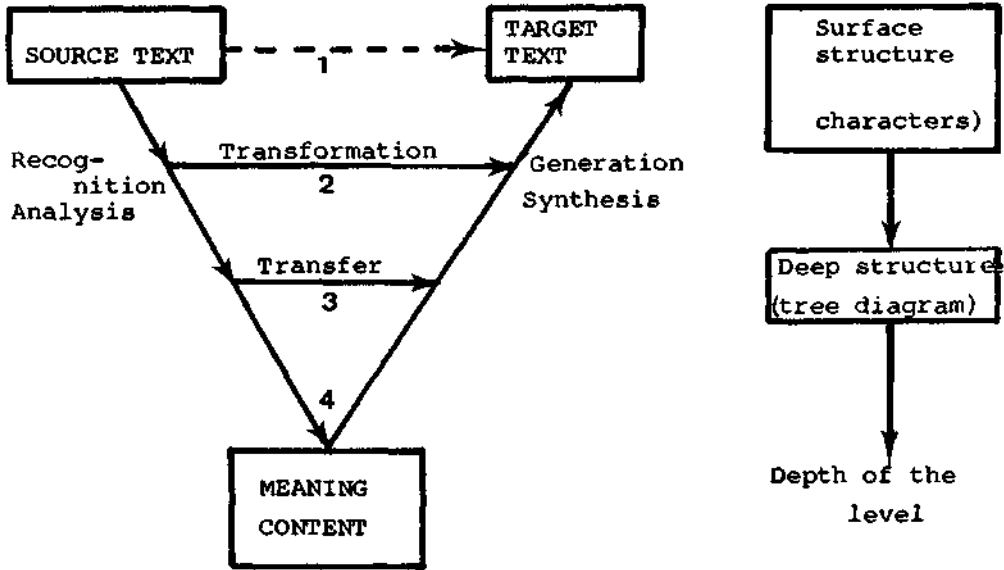 SOURCE TEXT
1
TARGET
TEXT
Recog-
nition
Analysis
Transformation
2
Generation
Synthesis
Transfer
3
4
MEANING
CONTENT
Surface
structure
characters)
Deep structure
(tree diagram)
Depth of the
level